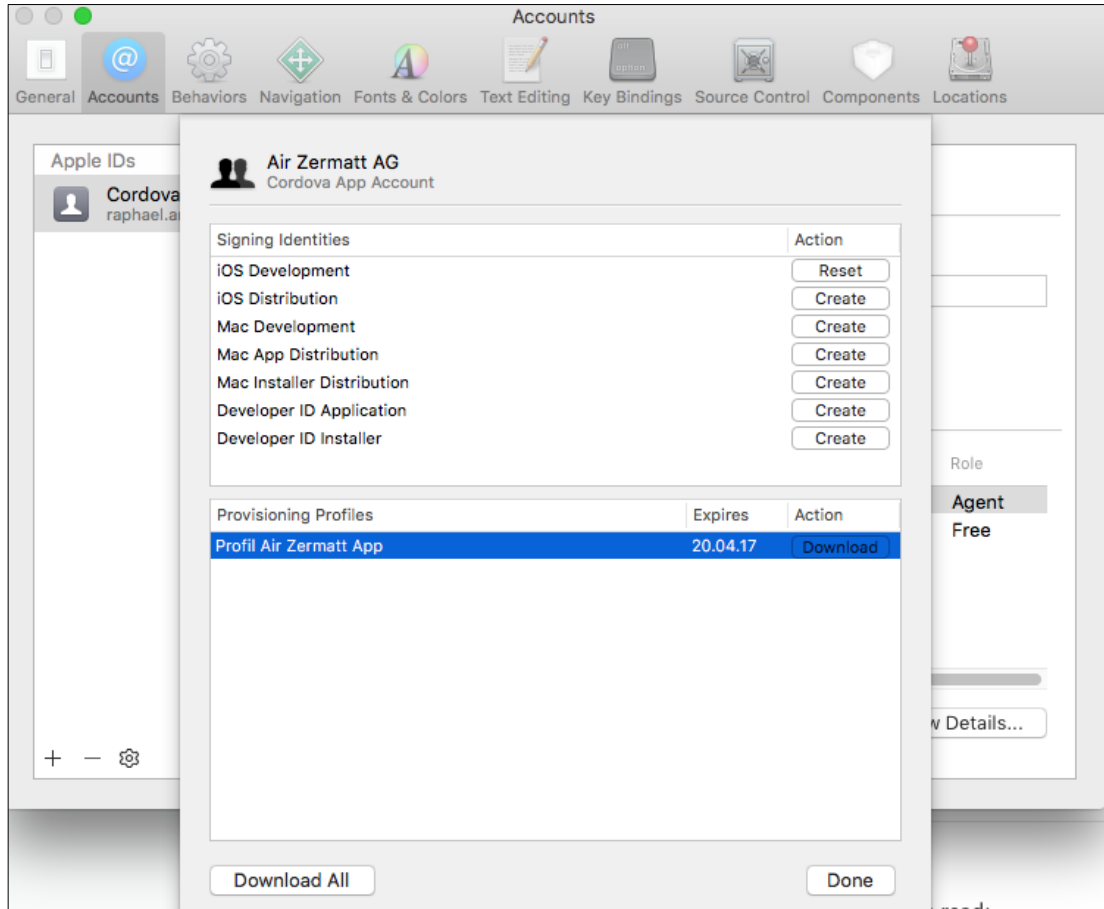 Accounts
General Accounts Behaviors Navigation Fonts & Colors Text Editing Key Bindings Source Control Components Locations
Apple IDs
Cordova
raphael.a
Air Zermatt AG
Cordova App Account
Signing Identities Action
iOS Development Reset
iOS Distribution Create
Mac Development Create
Mac App Distribution Create
Mac Installer Distribution Create
Developer ID Application Create
Developer ID Installer Create
Role
Agent
Free
Provisioning Profiles Expires Action
Profil Air Zermatt App 20.04.17 Download
w Details...
Download All Done